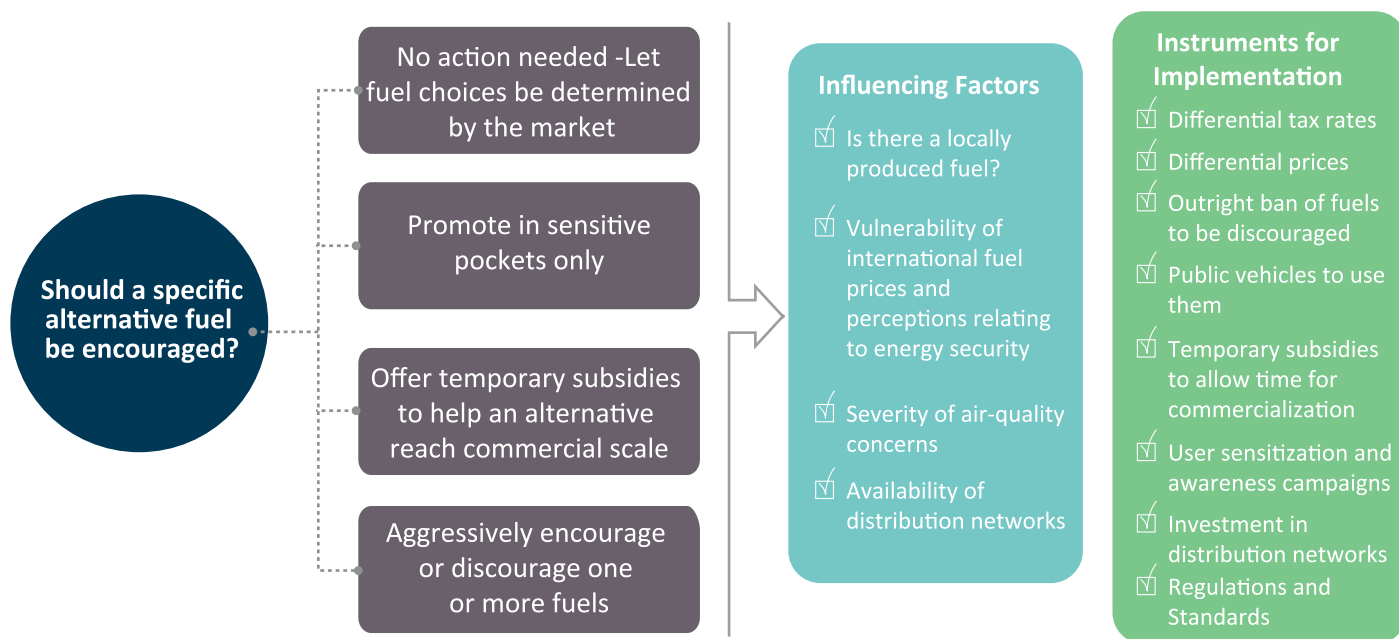 Should a specific
alternative fuel
be encouraged?
No action needed -Let
fuel choices be determined
by the market
Promote in sensitive
pockets only
Offer temporary subsidies
to help an alternative
reach commercial scale
Aggressively encourage
or discourage one
or more fuels
Influencing Factors
Is there a locally
produced fuel?
Vulnerability of
international fuel
prices and
perceptions relating
to energy security
Severity of air-quality
concerns
Availability of
distribution networks
Instruments for
Implementation
Differential tax rates
Differential prices
Outright ban of fuels
to be discouraged
Public vehicles to use
them
Temporary subsidies
to allow time for
commercialization
User sensitization and
awareness campaigns
Investment in
distribution networks
Regulations and
Standards